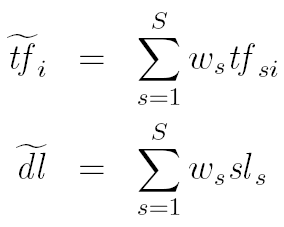 \widetilde{tf}_i = \sum_{s=1}^{S} w_s tf_{si}
\widetilde{dl} = \sum_{s=1}^{S} w_s sl_s